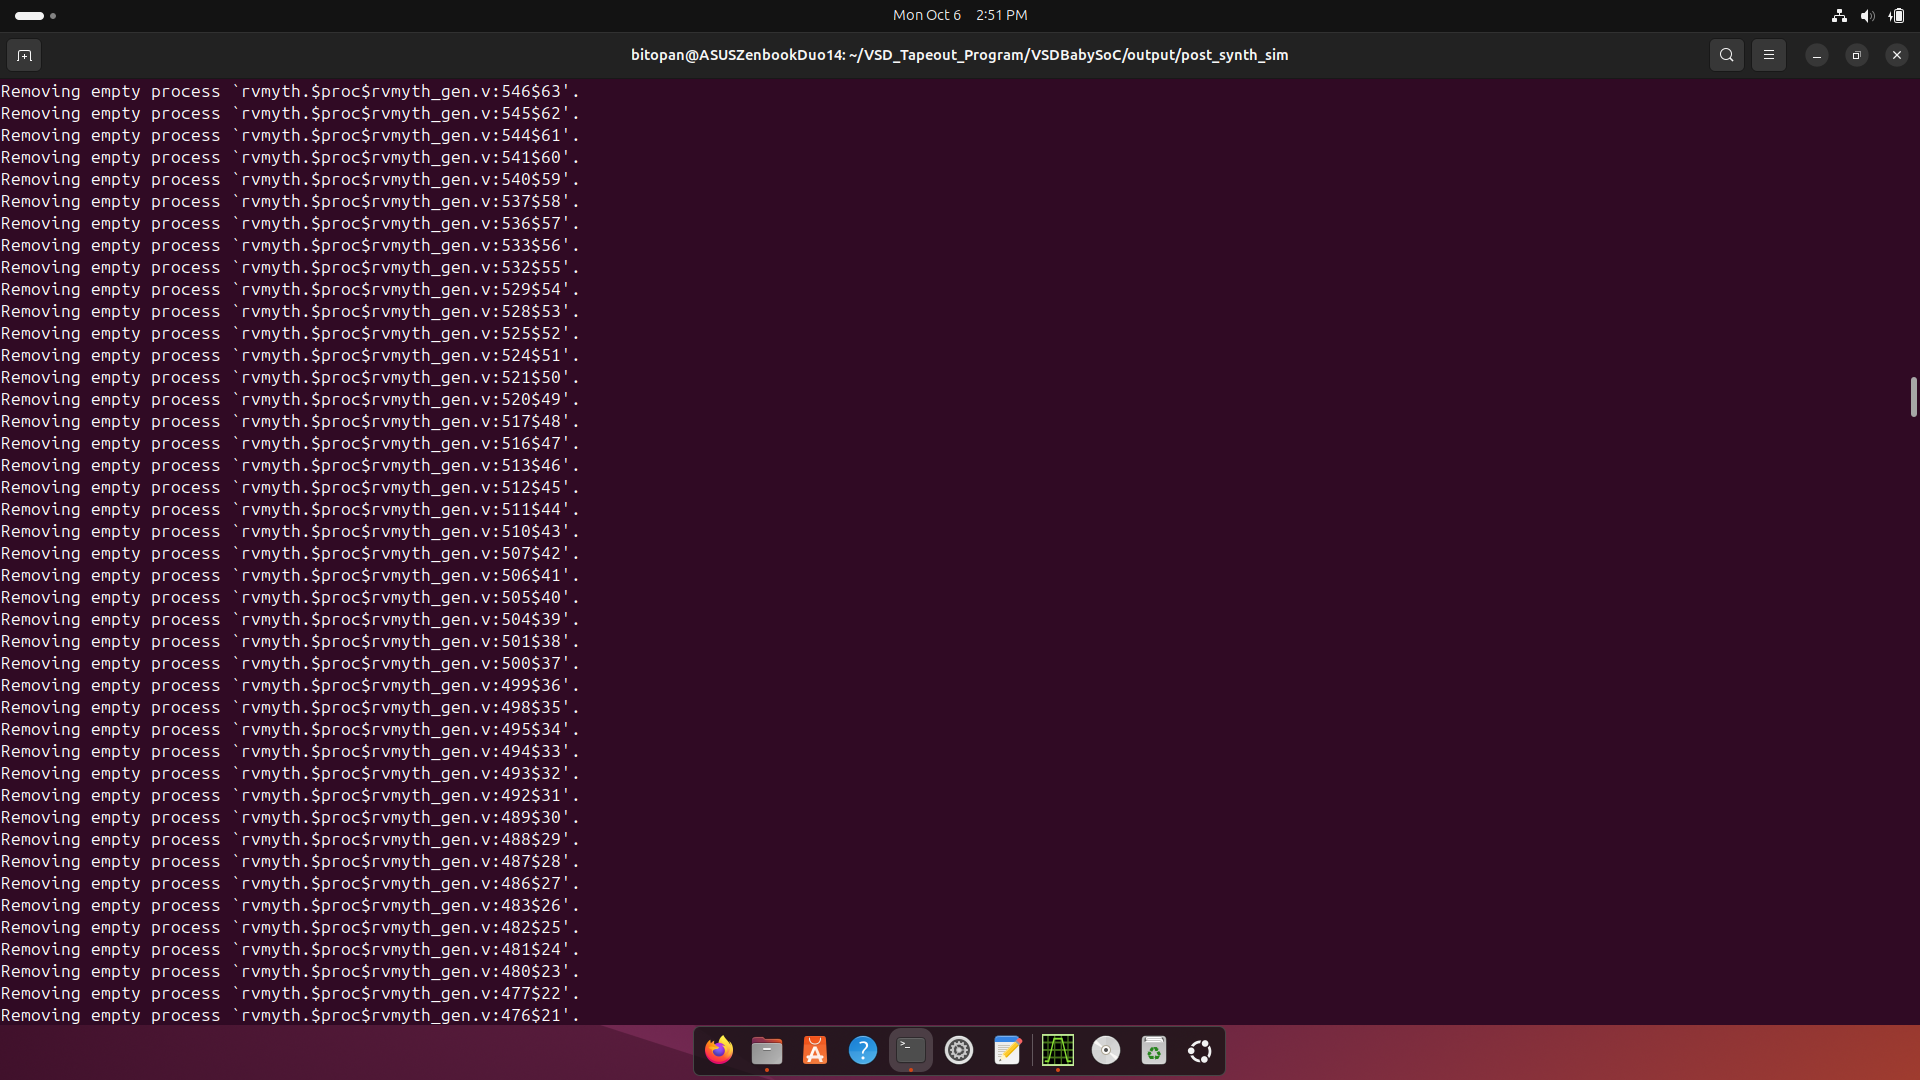 Mon Oct 6 2:51 PM
bitopan@ASUSZenbookDuo14: ~/VSD_Tapeout_Program/VSDBabySoC/output/post_synth_sim
Removing empty process `rvmyth.$proc$rvmyth_gen.v:546$63'.
Removing empty process `rvmyth.$proc$rvmyth_gen.v:545$62'.
Removing empty process `rvmyth.$proc$rvmyth_gen.v:544$61'.
Removing empty process `rvmyth.$proc$rvmyth_gen.v:541$60'.
Removing empty process `rvmyth.$proc$rvmyth_gen.v:540$59'.
Removing empty process `rvmyth.$proc$rvmyth_gen.v:537$58'.
Removing empty process `rvmyth.$proc$rvmyth_gen.v:536$57'.
Removing empty process `rvmyth.$proc$rvmyth_gen.v:533$56'.
Removing empty process `rvmyth.$proc$rvmyth_gen.v:532$55'.
Removing empty process `rvmyth.$proc$rvmyth_gen.v:529$54'.
Removing empty process `rvmyth.$proc$rvmyth_gen.v:528$53'.
Removing empty process `rvmyth.$proc$rvmyth_gen.v:525$52'.
Removing empty process `rvmyth.$proc$rvmyth_gen.v:524$51'.
Removing empty process `rvmyth.$proc$rvmyth_gen.v:521$50'.
Removing empty process `rvmyth.$proc$rvmyth_gen.v:520$49'.
Removing empty process `rvmyth.$proc$rvmyth_gen.v:517$48'.
Removing empty process `rvmyth.$proc$rvmyth_gen.v:516$47'.
Removing empty process `rvmyth.$proc$rvmyth_gen.v:513$46'.
Removing empty process `rvmyth.$proc$rvmyth_gen.v:512$45'.
Removing empty process `rvmyth.$proc$rvmyth_gen.v:511$44'.
Removing empty process `rvmyth.$proc$rvmyth_gen.v:510$43'.
Removing empty process `rvmyth.$proc$rvmyth_gen.v:507$42'.
Removing empty process `rvmyth.$proc$rvmyth_gen.v:506$41'.
Removing empty process `rvmyth.$proc$rvmyth_gen.v:505$40'.
Removing empty process `rvmyth.$proc$rvmyth_gen.v:504$39'.
Removing empty process `rvmyth.$proc$rvmyth_gen.v:501$38'.
Removing empty process `rvmyth.$proc$rvmyth_gen.v:500$37'.
Removing empty process `rvmyth.$proc$rvmyth_gen.v:499$36'.
Removing empty process `rvmyth.$proc$rvmyth_gen.v:498$35'.
Removing empty process `rvmyth.$proc$rvmyth_gen.v:495$34'.
Removing empty process `rvmyth.$proc$rvmyth_gen.v:494$33'.
Removing empty process `rvmyth.$proc$rvmyth_gen.v:493$32'.
Removing empty process `rvmyth.$proc$rvmyth_gen.v:492$31'.
Removing empty process `rvmyth.$proc$rvmyth_gen.v:489$30'.
Removing empty process `rvmyth.$proc$rvmyth_gen.v:488$29'.
Removing empty process `rvmyth.$proc$rvmyth_gen.v:487$28'.
Removing empty process `rvmyth.$proc$rvmyth_gen.v:486$27'.
Removing empty process `rvmyth.$proc$rvmyth_gen.v:483$26'.
Removing empty process `rvmyth.$proc$rvmyth_gen.v:482$25'.
Removing empty process `rvmyth.$proc$rvmyth_gen.v:481$24'.
Removing empty process `rvmyth.$proc$rvmyth_gen.v:480$23'.
Removing empty process `rvmyth.$proc$rvmyth_gen.v:477$22'.
Removing empty process `rvmyth.$proc$rvmyth_gen.v:476$21'.